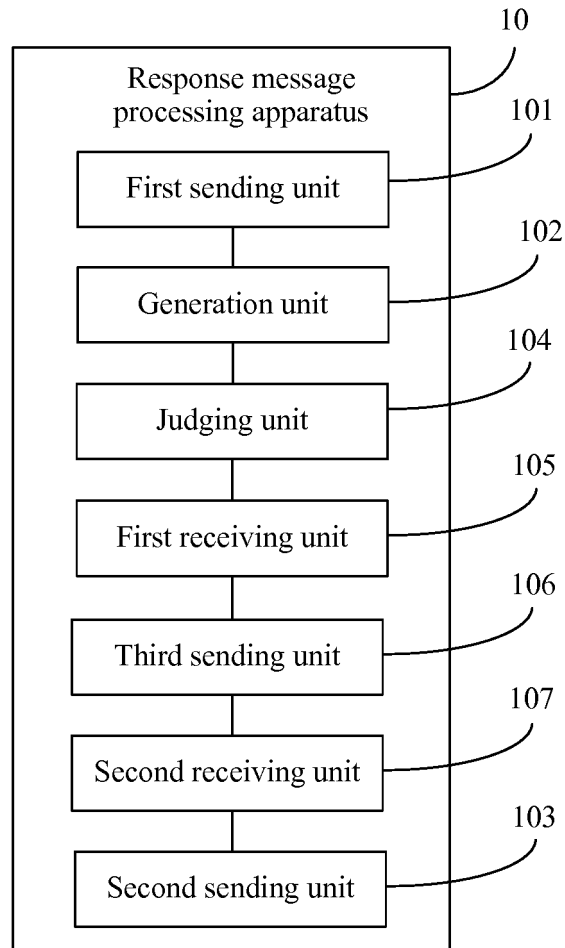 10
Response message
processing apparatus
101
First sending unit
102
Generation unit
104
Judging unit
105
First receiving unit
106
Third sending unit
107
Second receiving unit
103
Second sending unit